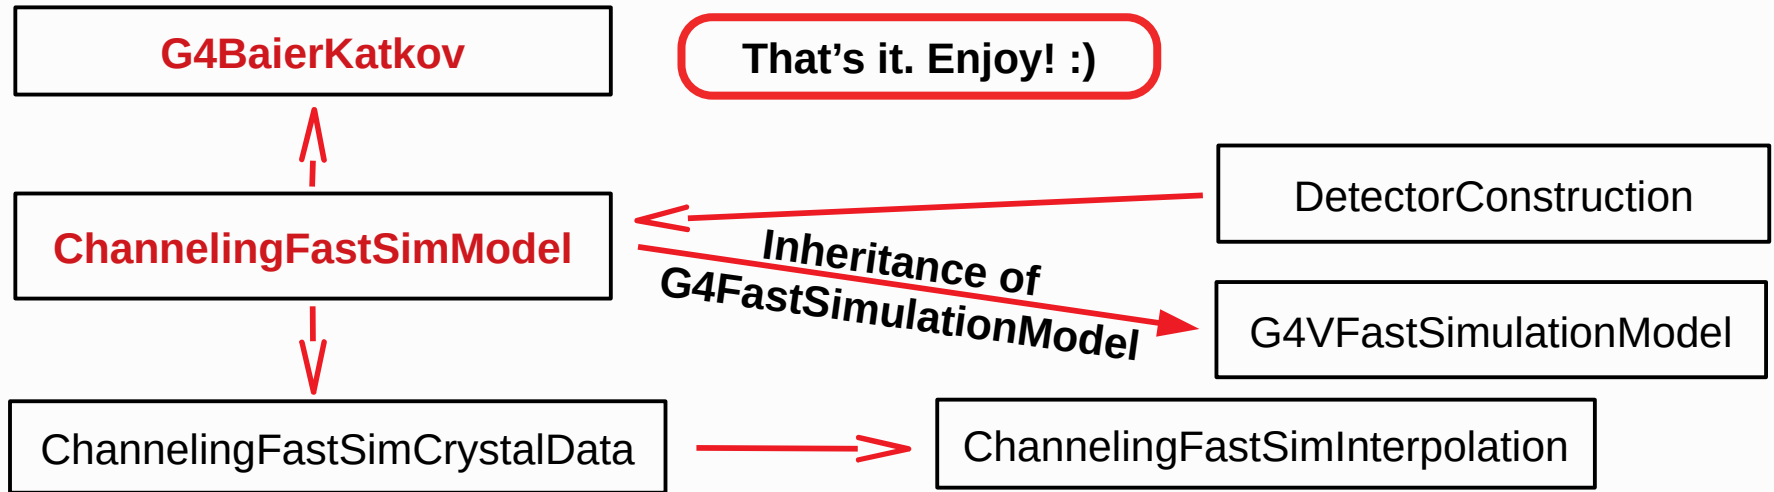 G4BaierKatkov
That’s it. Enjoy! :)
DetectorConstruction
ChannelingFastSimModel
Inheritance of
G4FastSimulationModel
G4VFastSimulationModel
ChannelingFastSimCrystalData
ChannelingFastSimInterpolation